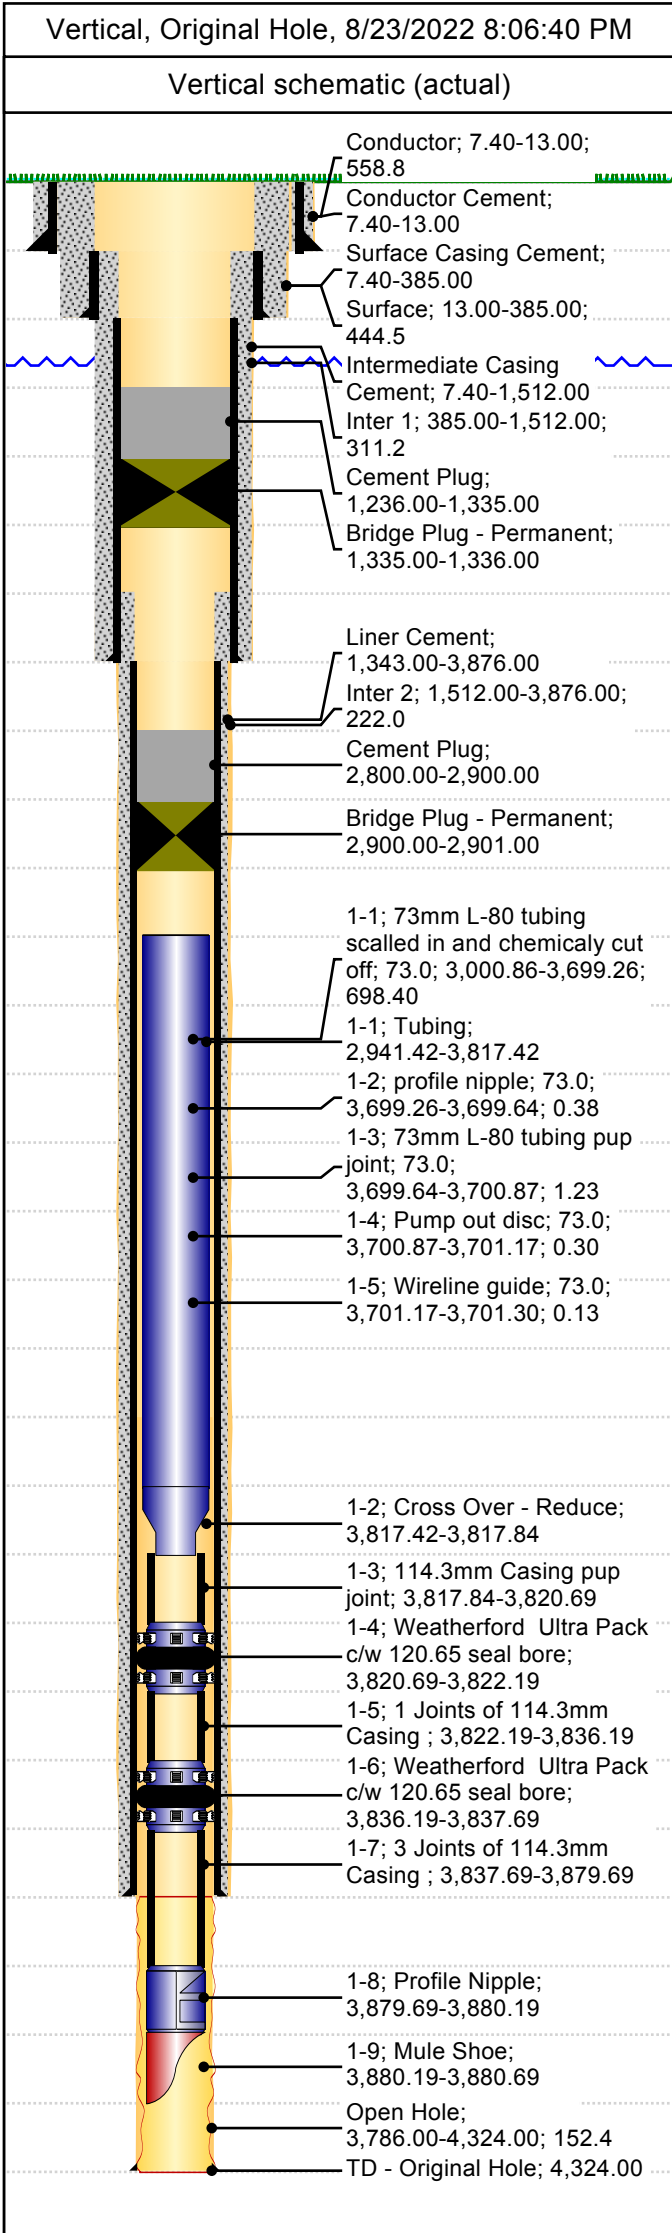 Vertical, Original Hole, 8/23/2022 8:06:40 PM
Vertical schematic (actual)
Conductor; 7.40-13.00;
558.8
Conductor Cement;
7.40-13.00
Surface Casing Cement;
7.40-385.00
Surface; 13.00-385.00;
444.5
Intermediate Casing
Cement; 7.40-1,512.00
Inter 1; 385.00-1,512.00;
311.2
Cement Plug;
1,236.00-1,335.00
Bridge Plug - Permanent;
1,335.00-1,336.00
Liner Cement;
1,343.00-3,876.00
Inter 2; 1,512.00-3,876.00;
222.0
Cement Plug;
2,800.00-2,900.00
Bridge Plug - Permanent;
2,900.00-2,901.00
1-1; 73mm L-80 tubing
scalled in and chemicaly cut
off; 73.0; 3,000.86-3,699.26;
698.40
1-1; Tubing;
2,941.42-3,817.42
1-2; profile nipple; 73.0;
3,699.26-3,699.64; 0.38
1-3; 73mm L-80 tubing pup
joint; 73.0;
3,699.64-3,700.87; 1.23
1-4; Pump out disc; 73.0;
3,700.87-3,701.17; 0.30
1-5; Wireline guide; 73.0;
3,701.17-3,701.30; 0.13
1-2; Cross Over - Reduce;
3,817.42-3,817.84
1-3; 114.3mm Casing pup
joint; 3,817.84-3,820.69
1-4; Weatherford  Ultra Pack
c/w 120.65 seal bore;
3,820.69-3,822.19
1-5; 1 Joints of 114.3mm
Casing ; 3,822.19-3,836.19
1-6; Weatherford  Ultra Pack
c/w 120.65 seal bore;
3,836.19-3,837.69
1-7; 3 Joints of 114.3mm
Casing ; 3,837.69-3,879.69
1-8; Profile Nipple;
3,879.69-3,880.19
1-9; Mule Shoe;
3,880.19-3,880.69
Open Hole;
3,786.00-4,324.00; 152.4
TD - Original Hole; 4,324.00